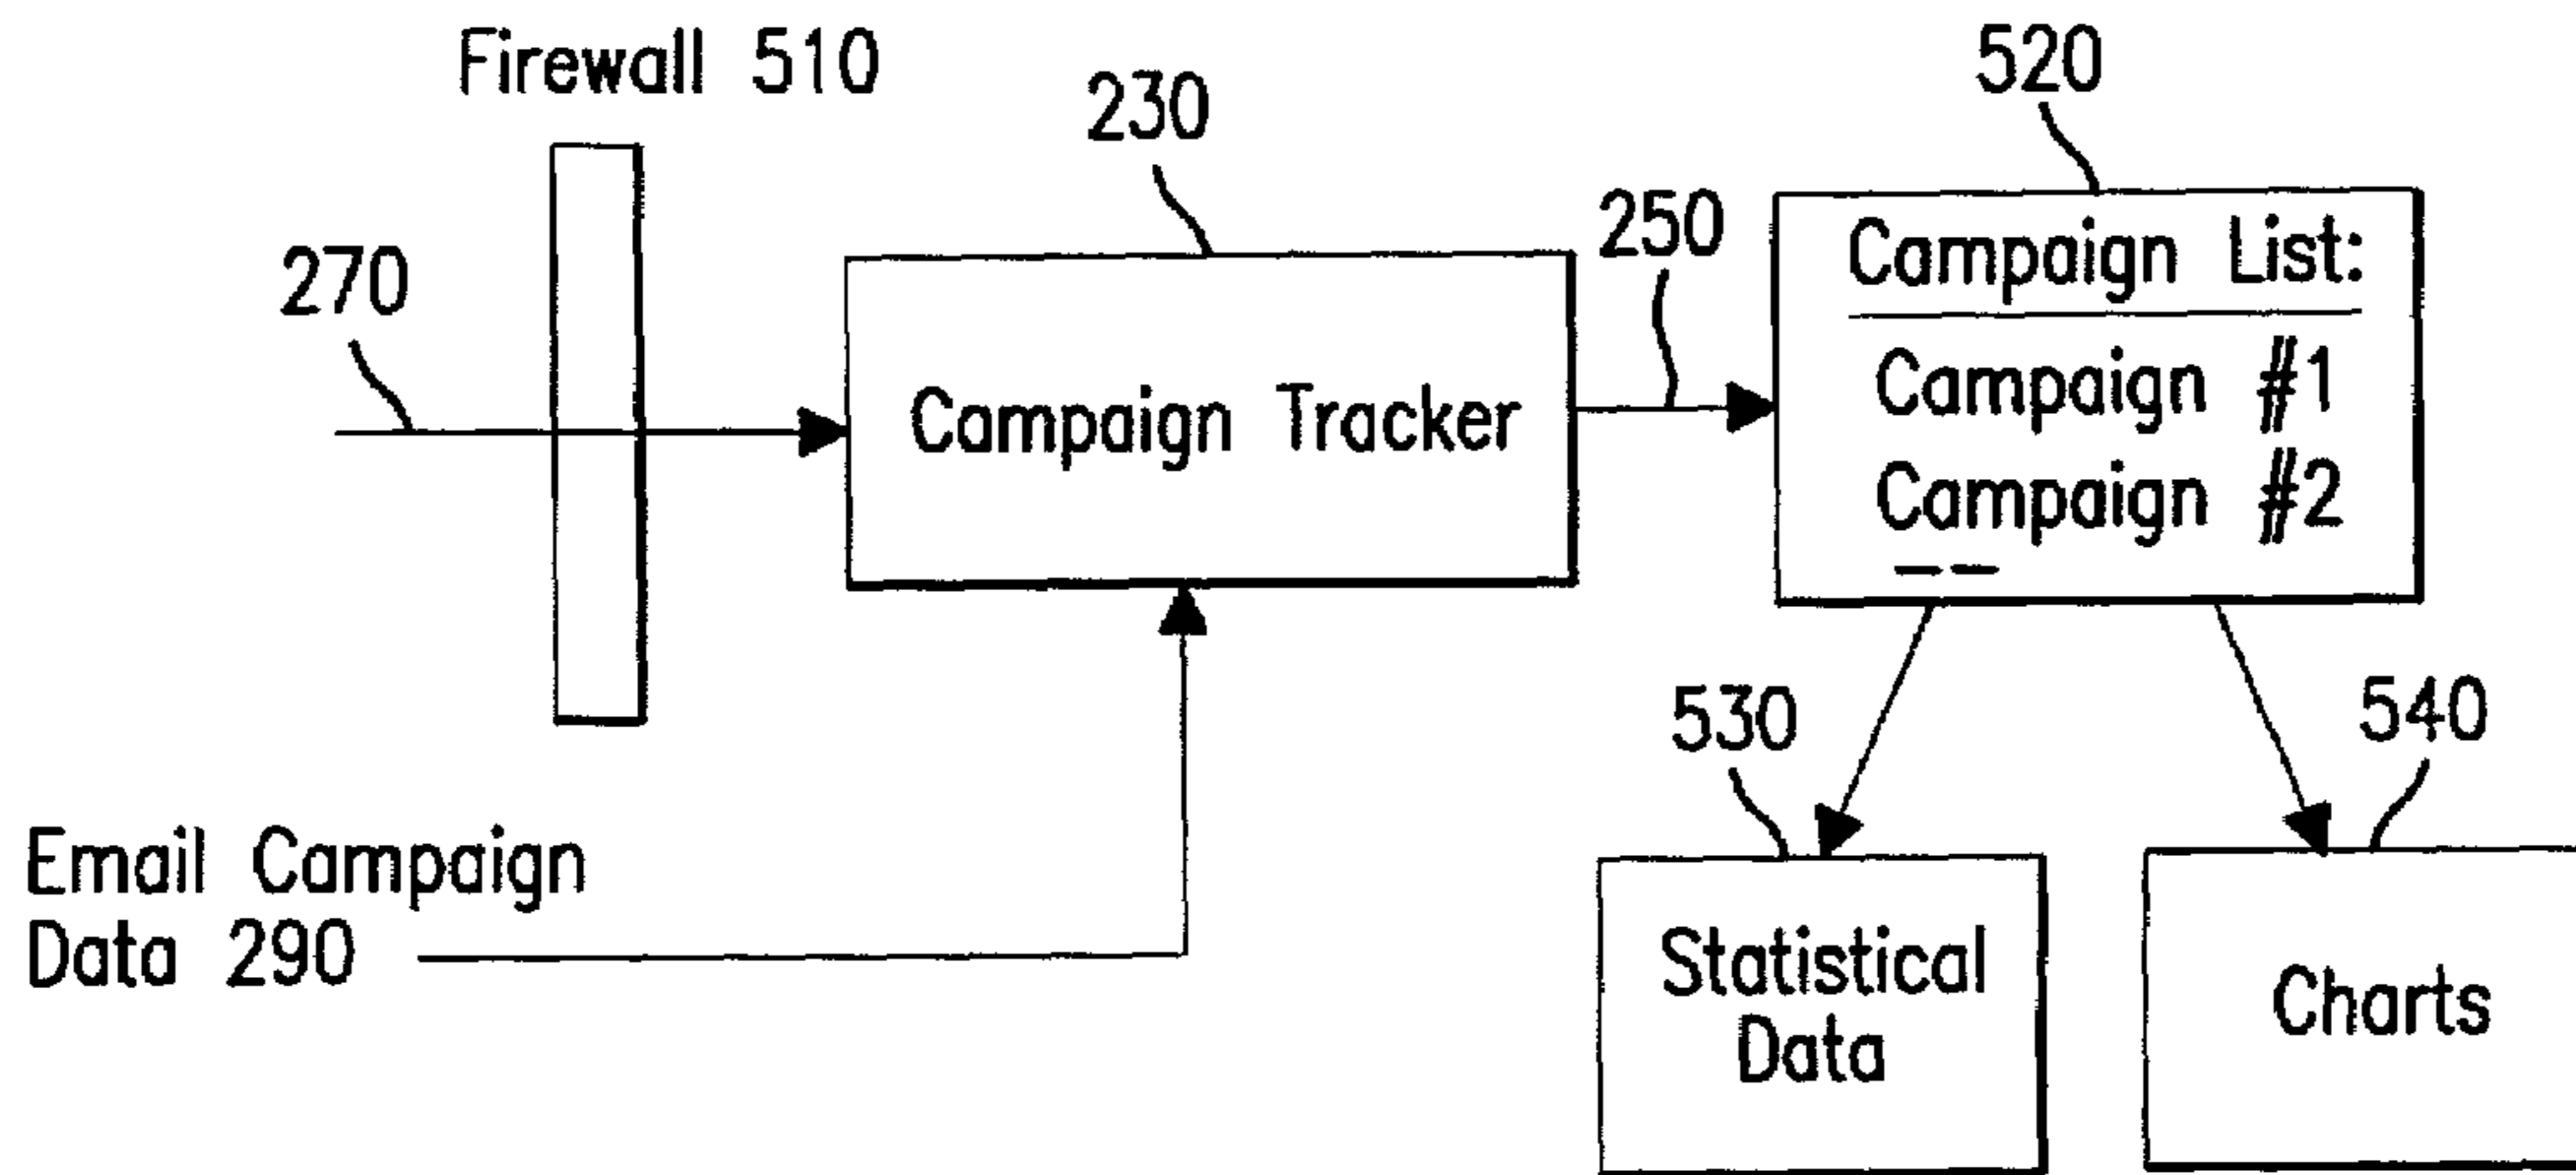 Firewall 510
230
520
270
250
Campaign List:
Campaign #1
Campaign #2
Campaign Tracker
530
540
Email Campaign
Data 290
Statistical
Data
Charts